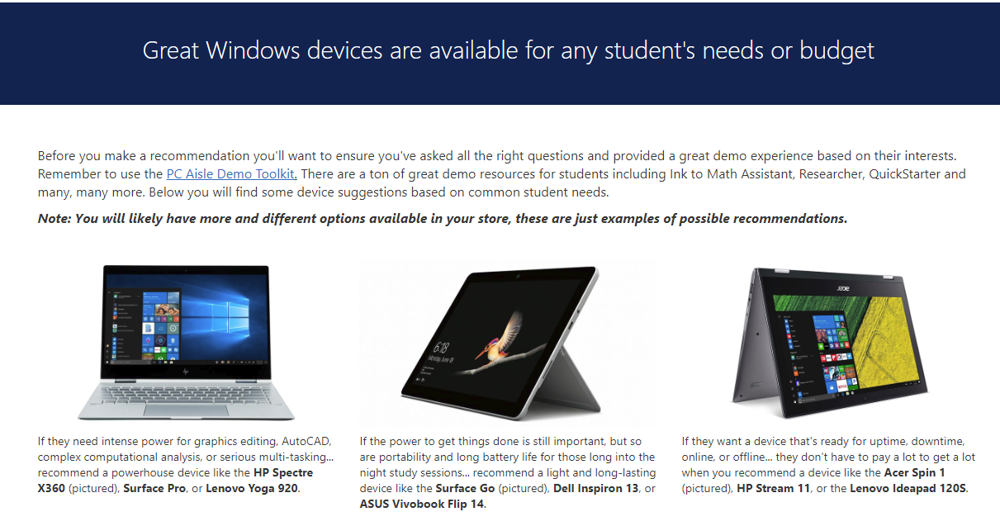 Great Windows devices are available for any student's needs or budget
Before you make a recommendation you'll want to ensure you've asked all the right questions and provided a great demo experience based on their interests.
Remember to use the PC Aisle Demo Toolkit. There are a ton of great demo resources for students including Ink to Math Assistant, Researcher, QuickStarter and
many, many more. Below you will find some device suggestions based on common student needs.
Note: You will likely have more and different options available in your store, these are just examples of possible recommendations.
hp
6:18
Monday, June 18
acer
If they need intense power for graphics editing, AutoCAD,
complex computational analysis, or serious multi-tasking...
recommend a powerhouse device like the HP Spectre
X360 (pictured), Surface Pro, or Lenovo Yoga 920.
If the power to get things done is still important, but so
are portability and long battery life for those long into the
night study sessions... recommend a light and long-lasting
device like the Surface Go (pictured), Dell Inspiron 13, or
ASUS Vivobook Flip 14.
If they want a device that's ready for uptime, downtime,
online, or offline... they don't have to pay a lot to get a lot
when you recommend a device like the Acer Spin 1
(pictured), HP Stream 11, or the Lenovo Ideapad 120S.